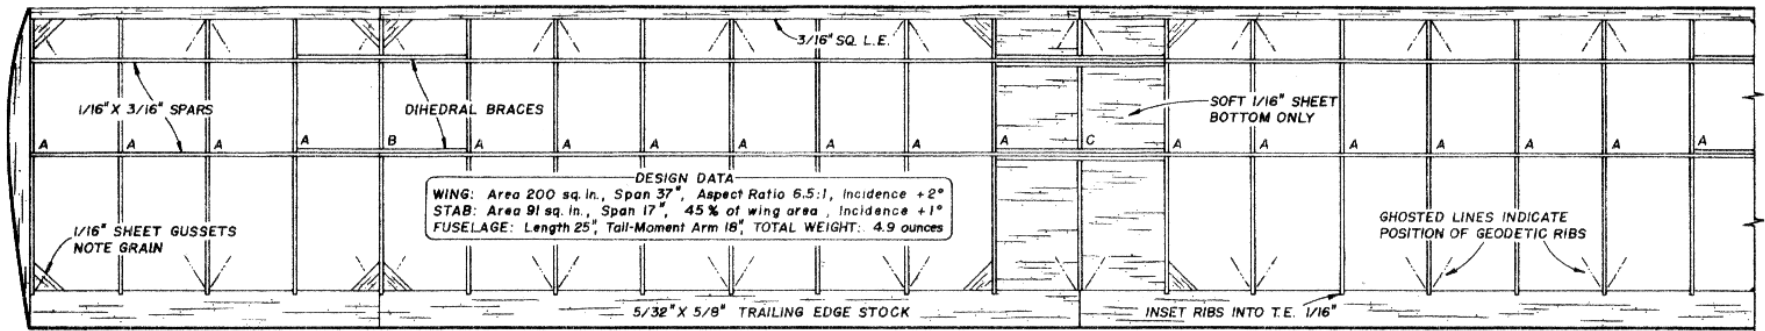 3/16" SQ. L.E.
1/16" X 3/16" SPARS
DIHEDRAL BRACES
SOFT 1/16" SHEET
BOTTOM ONLY
A A A A B A A A A A A A C A A A A A A A
DESIGN DATA
WING: Area 200 sq. in., Span 37", Aspect Ratio 6.5:1, Incidence +2°
STAB: Area 91 sq. in., Span 17", 45% of wing area, Incidence +1°
FUSELAGE: Length 25", Tail-Moment Arm 18", TOTAL WEIGHT: 4.9 ounces
1/16" SHEET GUSSETS
NOTE GRAIN
GHOSTED LINES INDICATE
POSITION OF GEODETIC RIBS
5/32" X 5/8" TRAILING EDGE STOCK
INSET RIBS INTO T.E. 1/16"